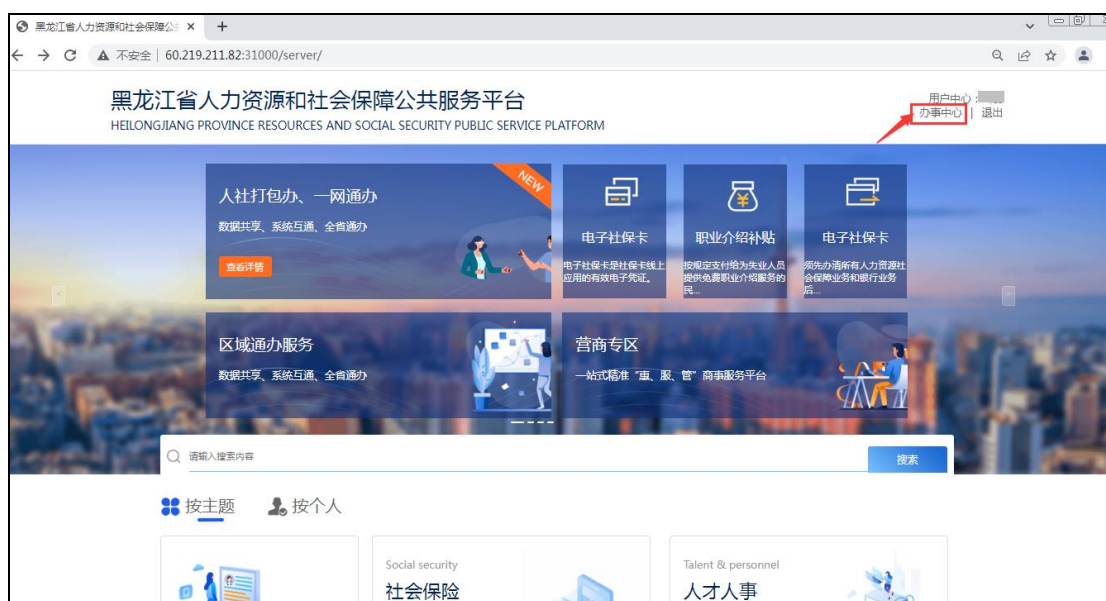 黑龙江省人力资源和社会保障公
不安全 60.219.211.82:31000/server/
黑龙江省人力资源和社会保障公共服务平台
HEILONGJIANG PROVINCE RESOURCES AND SOCIAL SECURITY PUBLIC SERVICE PLATFORM
用户中心:
办事中心 | 退出
人社打包办、一网通办
数据共享、系统互通、全省通办
查看详情
NEW
电子社保卡
电子社保卡是社保卡线上
应用的有效电子凭证。
职业介绍补贴
按规定支付给为失业人员
提供免费职业介绍服务的
民...
电子社保卡
须先办清所有人力资源社
会保障业务和银行业务
后...
区域通办服务
数据共享、系统互通、全省通办
营商专区
一站式精准“惠、服、管”商事服务平台
请输入搜索内容
搜索
按主题
按个人
Social security
社会保险
Talent & personnel
人才人事